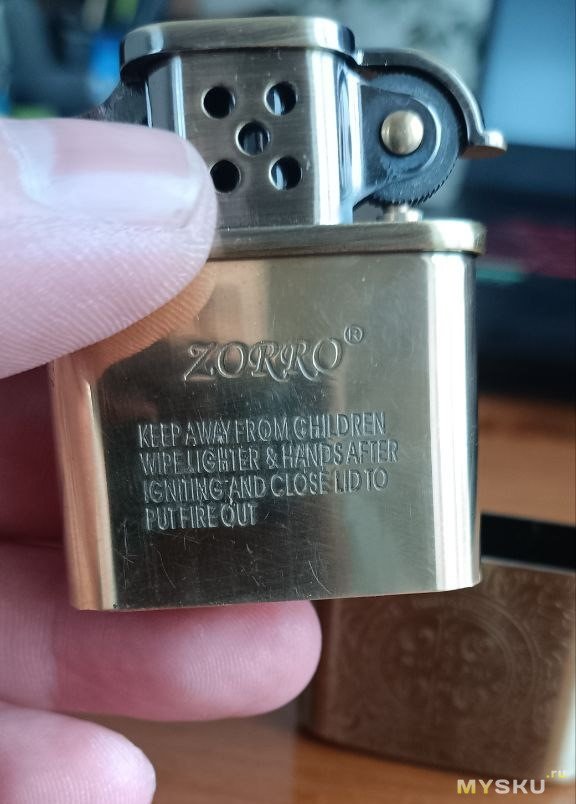 ZORRO®
KEEP AWAY FROM CHILDREN
WIPE LIGHTER & HANDS AFTER
IGNITING AND CLOSE LID TO
PUT FIRE OUT
MYSKU.ru